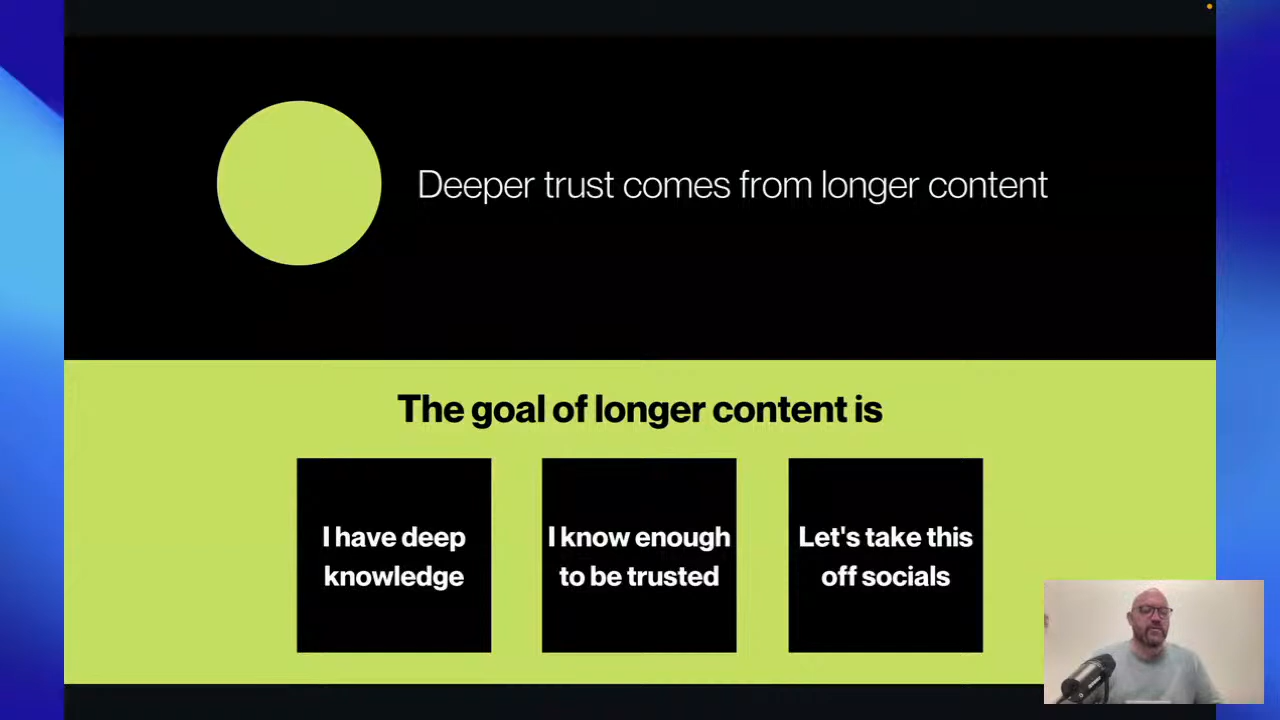 Deeper trust comes from longer content
The goal of longer content is
I have deep
knowledge
I know enough
to be trusted
Let's take this
off socials